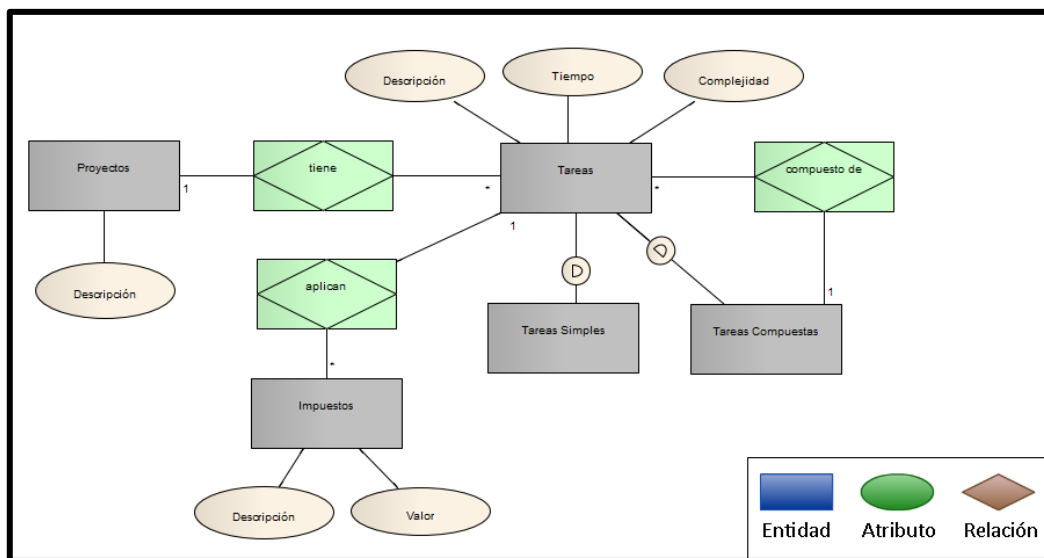 Descripción
Tiempo
Complejidad
Proyectos
tiene
Tareas
compuesto de
1
*
*
1
D
D
aplican
Descripción
1
Tareas Simples
Tareas Compuestas
*
Impuestos
Descripción
Valor
Entidad
Atributo
Relación